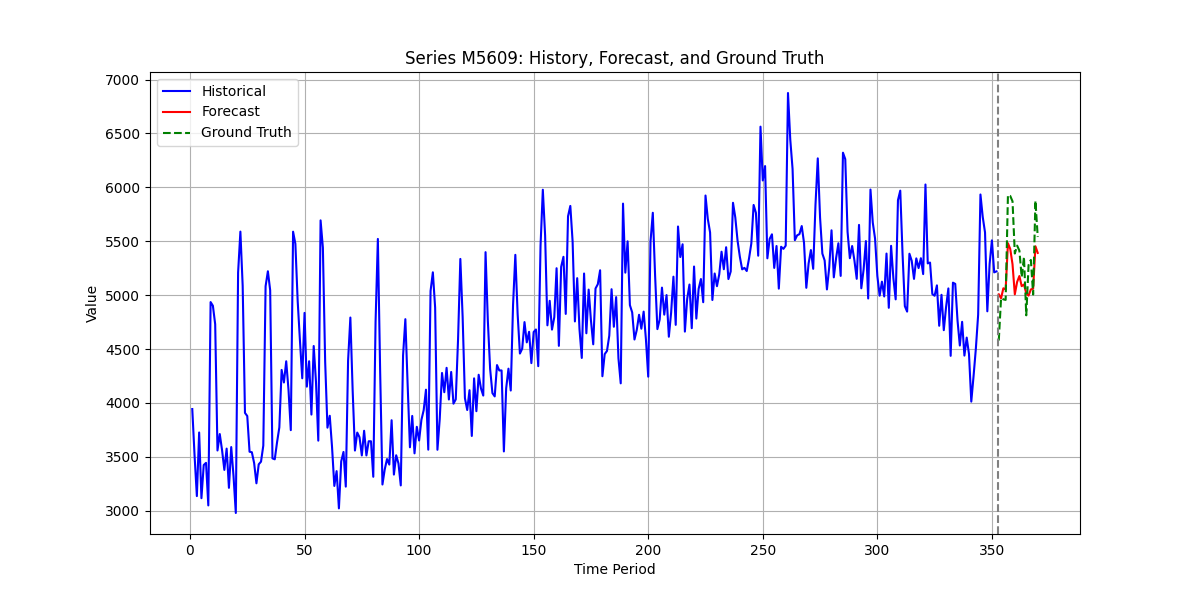 Series M5609: History, Forecast, and Ground Truth
Historical
Forecast
Ground Truth
7000
6500
6000
5500
5000
4500
4000
3500
3000
Value
0 50 100 150 200 250 300 350
Time Period